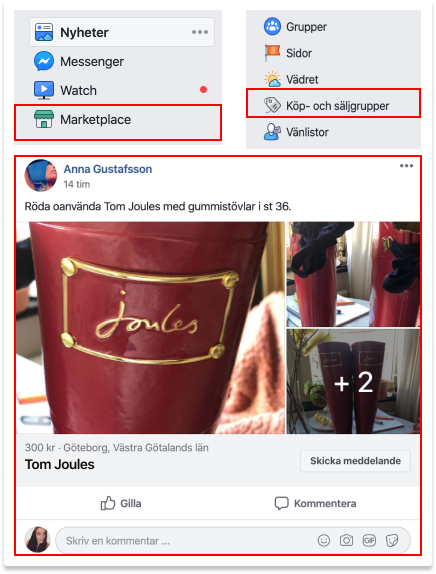 Nyheter
Messenger
Watch
Marketplace
Grupper
Sidor
Vädret
Köp- och säljgrupper
Vänlistor
Anna Gustafsson
14 tim
Röda oanvända Tom Joules med gummistövlar i st 36.
joules
+ 2
300 kr · Göteborg, Västra Götalands län
Tom Joules
Skicka meddelande
Gilla
Kommentera
Skriv en kommentar ...
GIF